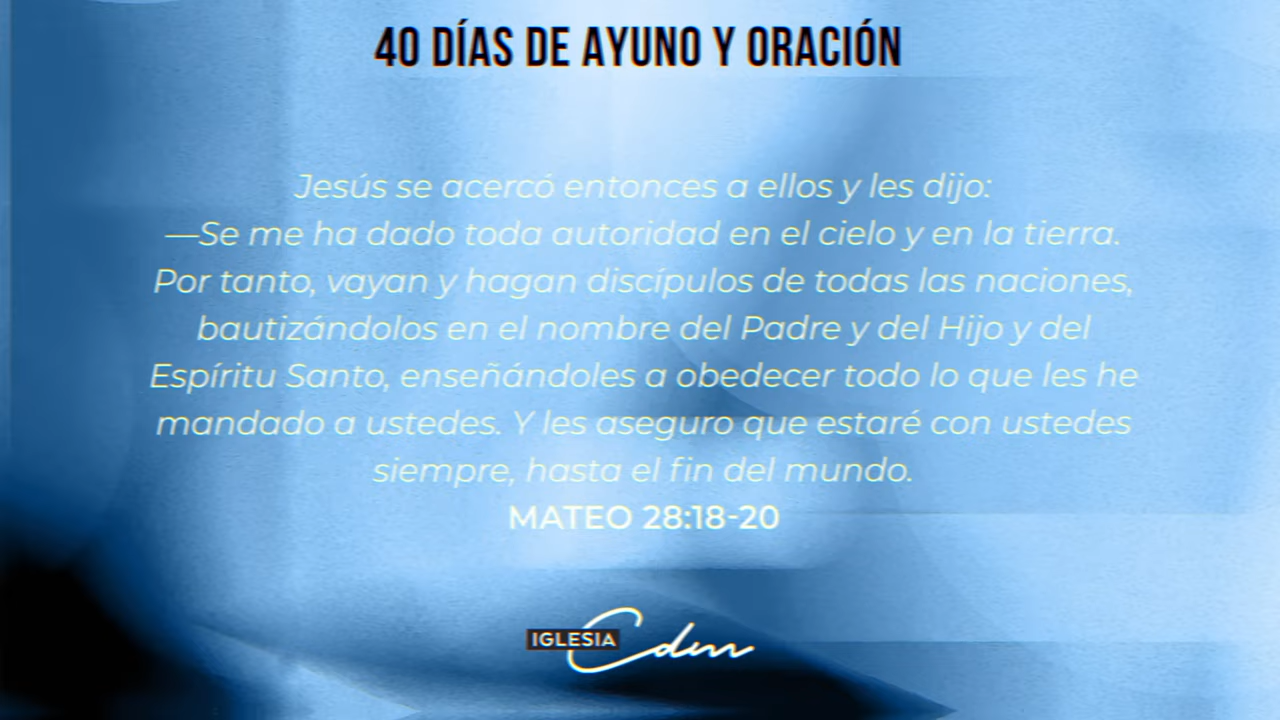 40 DÍAS DE AYUNO Y ORACIÓN
Jesús se acercó entonces a ellos y les dijo:
—Se me ha dado toda autoridad en el cielo y en la tierra.
Por tanto, vayan y hagan discípulos de todas las naciones,
bautizándolos en el nombre del Padre y del Hijo y del
Espíritu Santo, enseñándoles a obedecer todo lo que les he
mandado a ustedes. Y les aseguro que estaré con ustedes
siempre, hasta el fin del mundo.
MATEO 28:18-20
IGLESIA Cdm